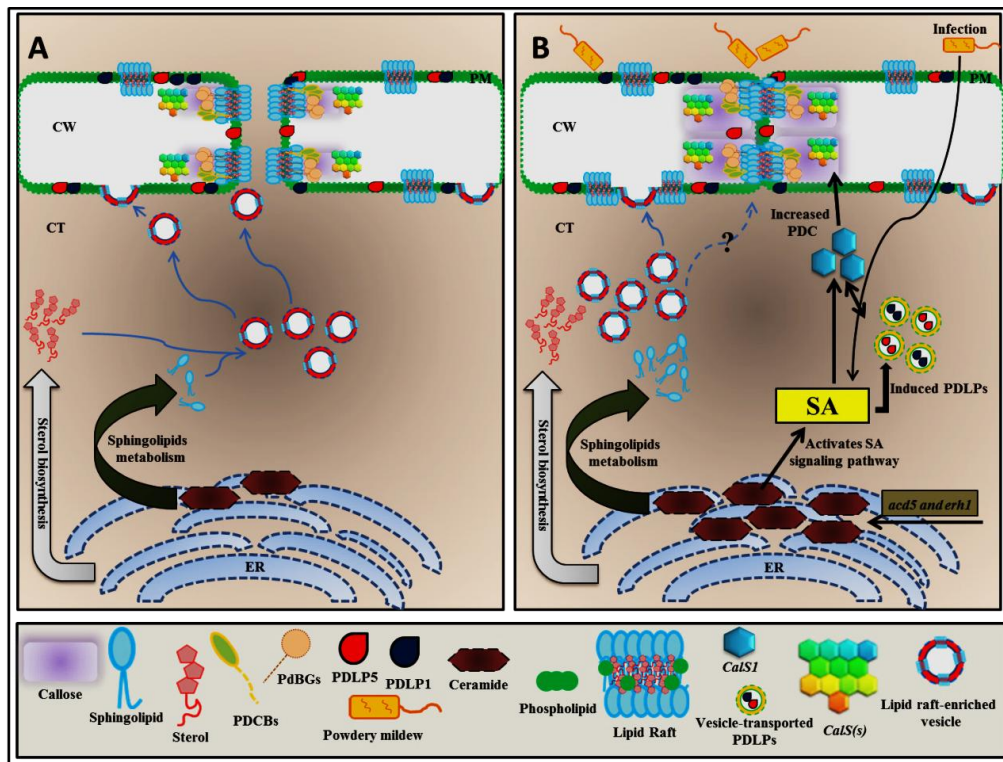 A
PM
CW
CT
Sterol biosynthesis
Sphingolipids
metabolism
ER
B
Infection
PM
CW
CT
?
Increased
PDC
Induced PDLPs
SA
Activates SA
signaling pathway
Sterol biosynthesis
Sphingolipids
metabolism
acd5 and erh1
ER
Callose
Sphingolipid
Sterol
PDCBs
PdBGs
PDLP5
PDLP1
Powdery mildew
Ceramide
Phospholipid
Lipid Raft
CalS1
Vesicle-transported
PDLPs
CalS(s)
Lipid raft-enriched
vesicle